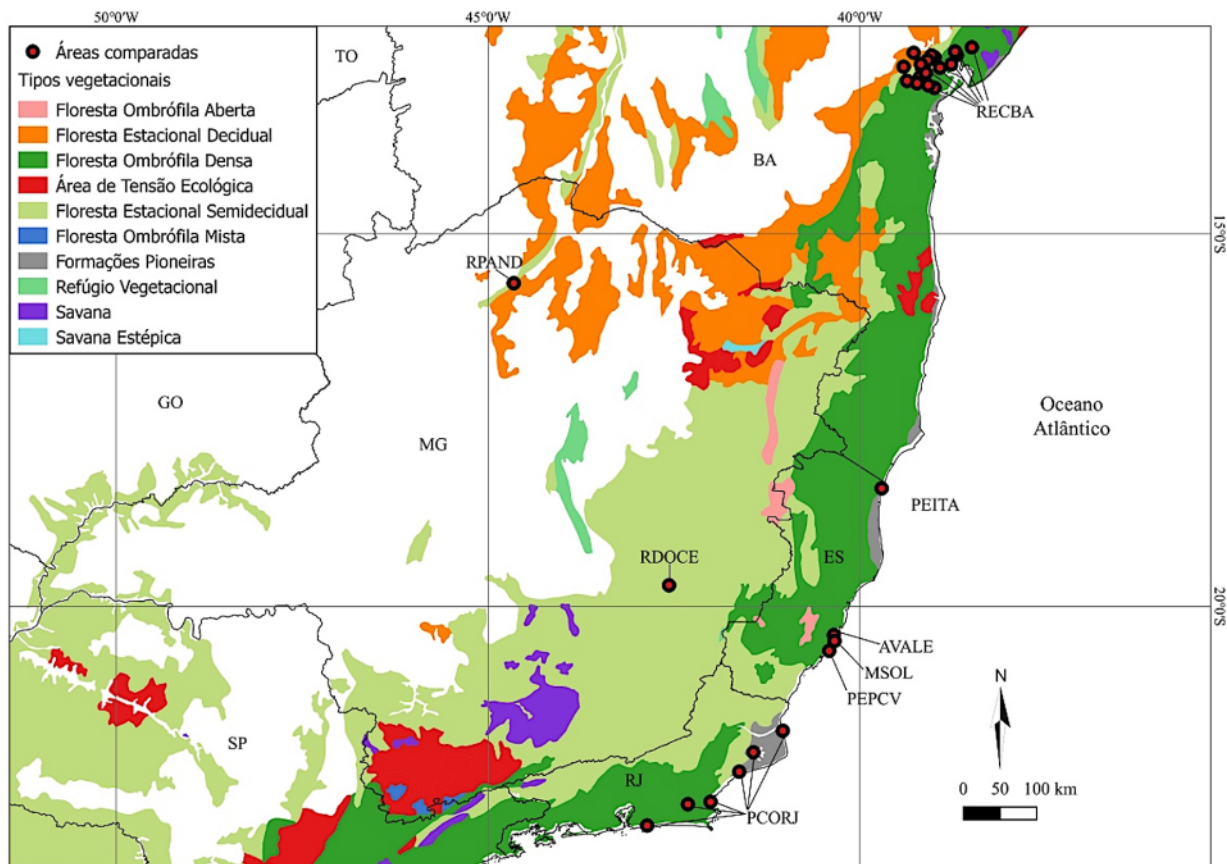 50°0'W
45°0'W
40°0'W
Áreas comparadas
Tipos vegetacionais
Floresta Ombrófila Aberta
Floresta Estacional Decidual
Floresta Ombrófila Densa
Área de Tensão Ecológica
Floresta Estacional Semidecidual
Floresta Ombrófila Mista
Formações Pioneiras
Refúgio Vegetacional
Savana
Savana Estépica
TO
BA
RECBA
15°0'S
RPAND
GO
MG
Oceano
Atlântico
PEITA
RDOCE
ES
20°0'S
AVALE
MSOL
PEPCV
N
SP
RJ
PCORJ
0 50 100 km